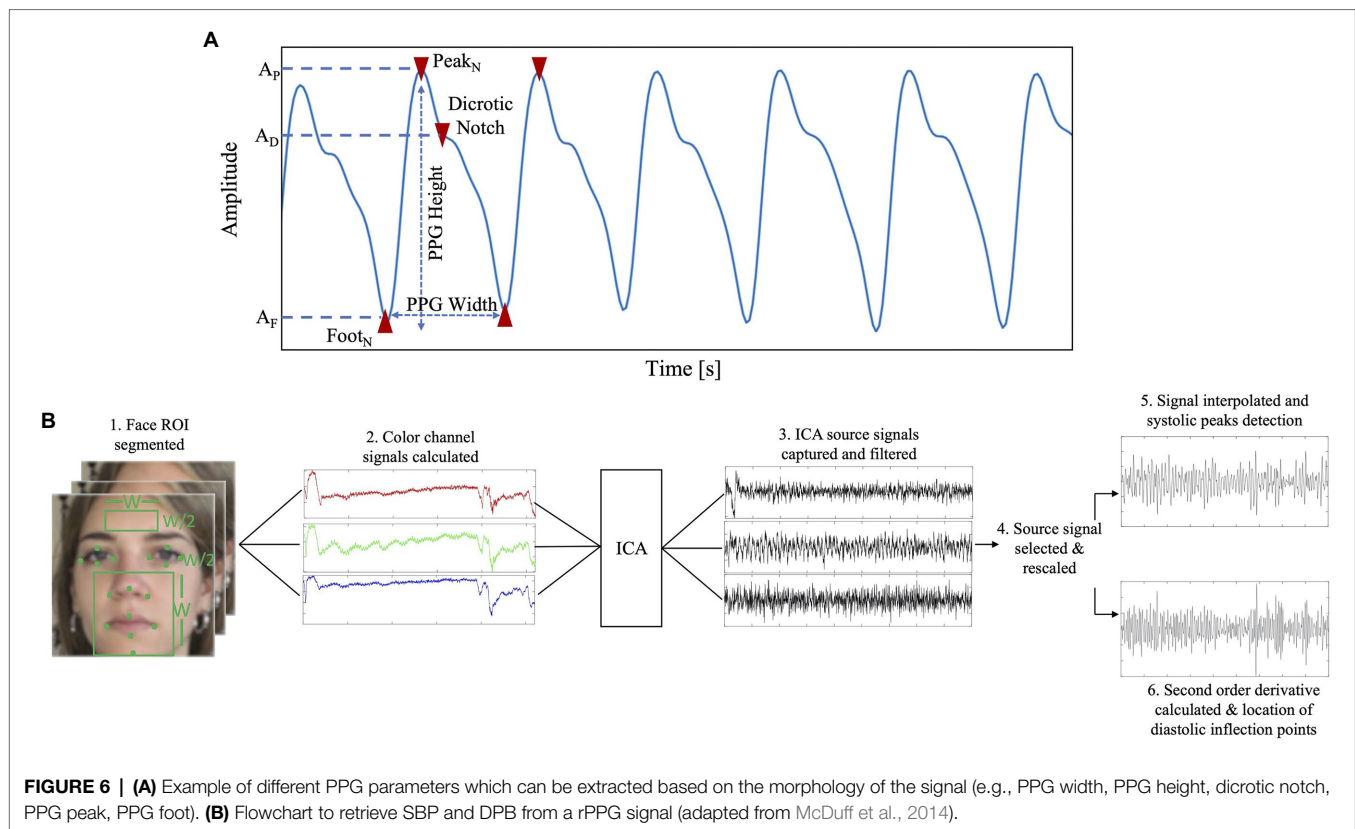 A
A_P
Peak_N
Dicrotic
Notch
A_D
Amplitude
PPG Height
PPG Width
A_F
Foot_N
Time [s]
B
1. Face ROI
segmented
W
W/2
W/2
W
2. Color channel
signals calculated
ICA
3. ICA source signals
captured and filtered
4. Source signal
selected &
rescaled
5. Signal interpolated and
systolic peaks detection
6. Second order derivative
calculated & location of
diastolic inflection points
FIGURE 6 | (A) Example of different PPG parameters which can be extracted based on the morphology of the signal (e.g., PPG width, PPG height, dicrotic notch,
PPG peak, PPG foot). (B) Flowchart to retrieve SBP and DPB from a rPPG signal (adapted from McDuff et al., 2014).